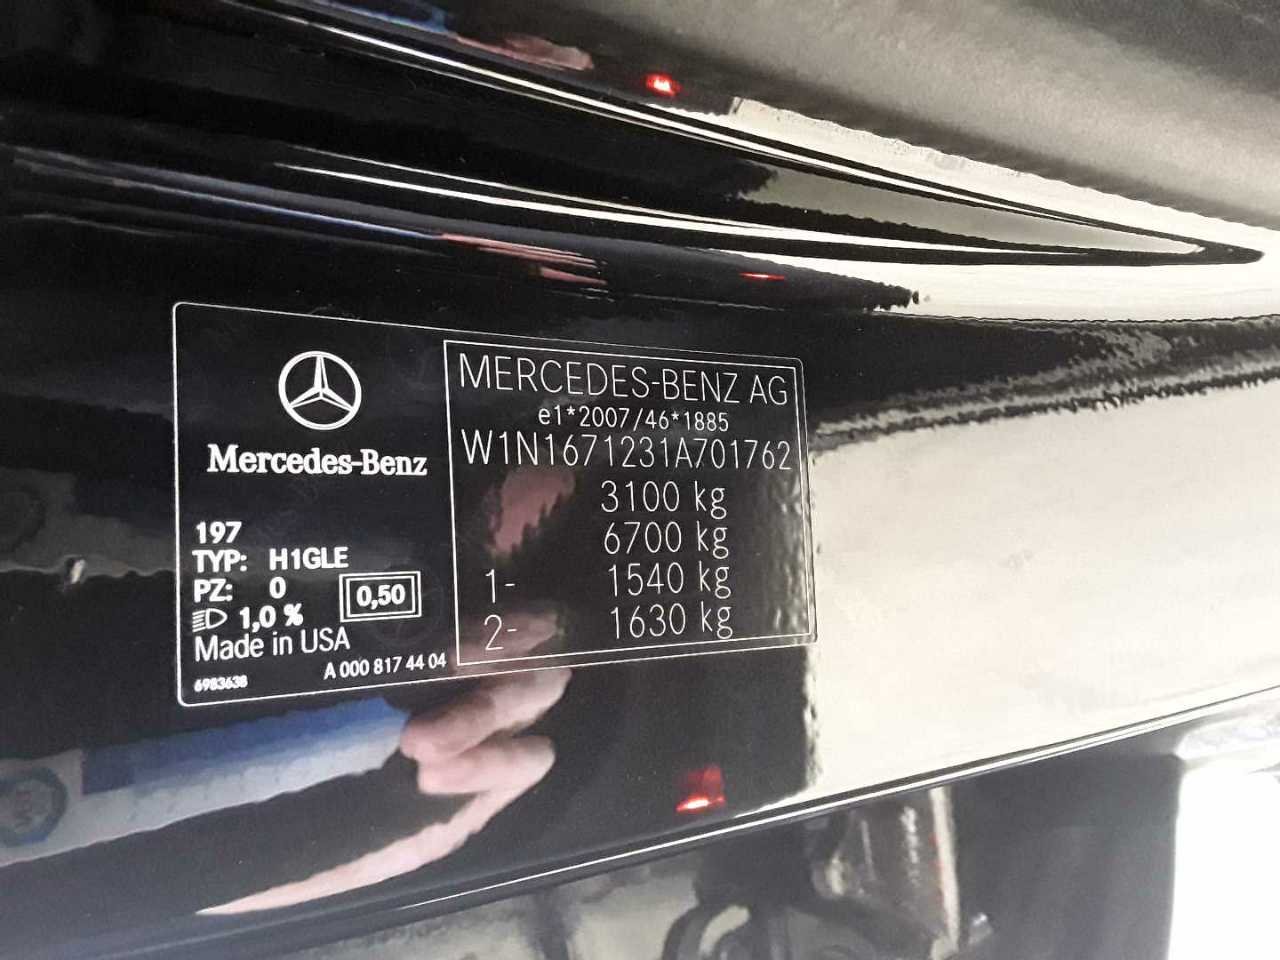 Mercedes-Benz
197
TYP: H1GLE
PZ: 0
1,0 %
0,50
Made in USA
6983638
A 000 817 44 04
MERCEDES-BENZ AG
e1*2007/46*1885
W1N1671231A701762
3100 kg
6700 kg
1- 1540 kg
2- 1630 kg